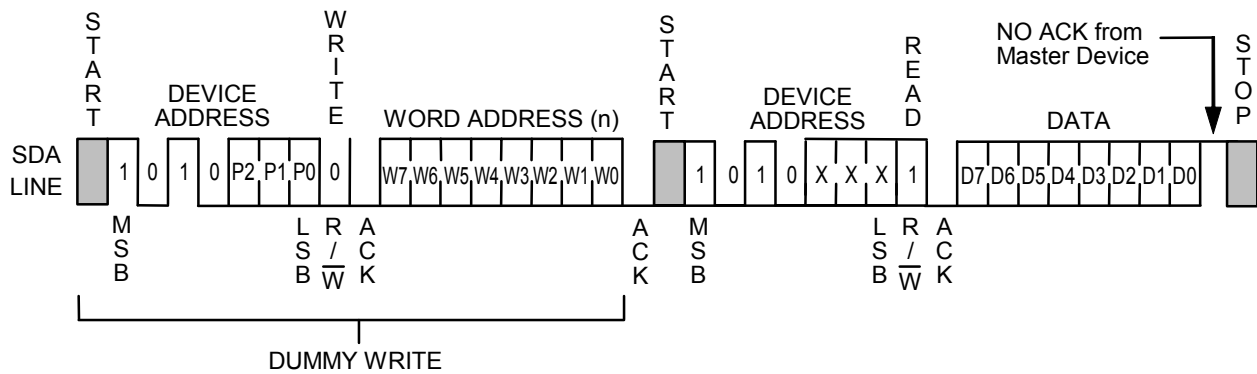 START
WRITE
START
READ
NO ACK from
Master Device
STOP
DEVICE
ADDRESS
WORD ADDRESS (n)
DEVICE
ADDRESS
DATA
SDA
LINE
1 0 1 0 P2 P1 P0 0 W7 W6 W5 W4 W3 W2 W1 W0 1 0 1 0 X X X 1 D7 D6 D5 D4 D3 D2 D1 D0
MSB
LSB
R/W̅
ACK
ACK
MSB
LSB
R/W̅
ACK
DUMMY WRITE